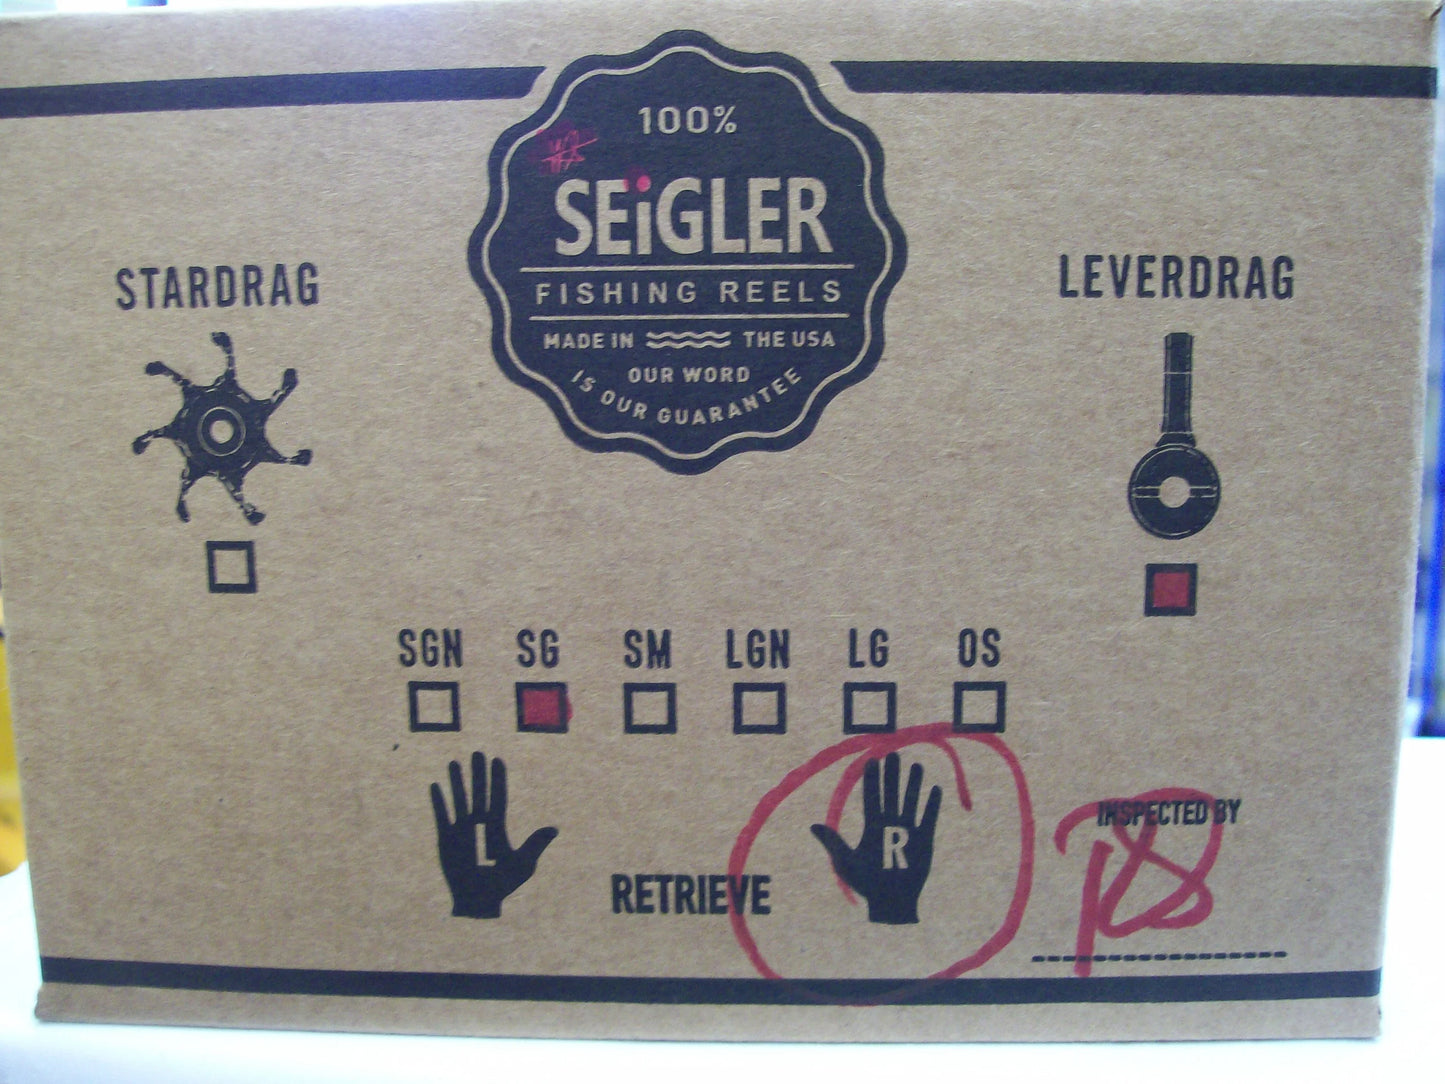 100%
SEiGLER
FISHING REELS
MADE IN THE USA
OUR WORD
IS OUR GUARANTEE
STARDRAG
LEVERDRAG
SGN SG SM LGN LG OS
L
R
RETRIEVE
INSPECTED BY